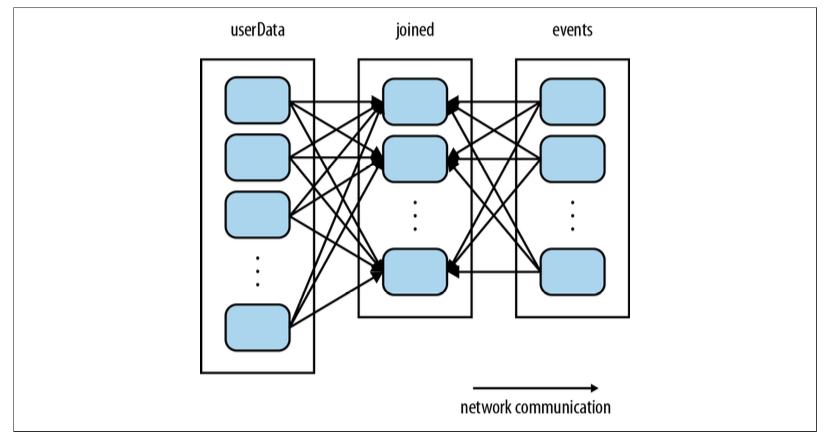 userData
joined
events
network communication